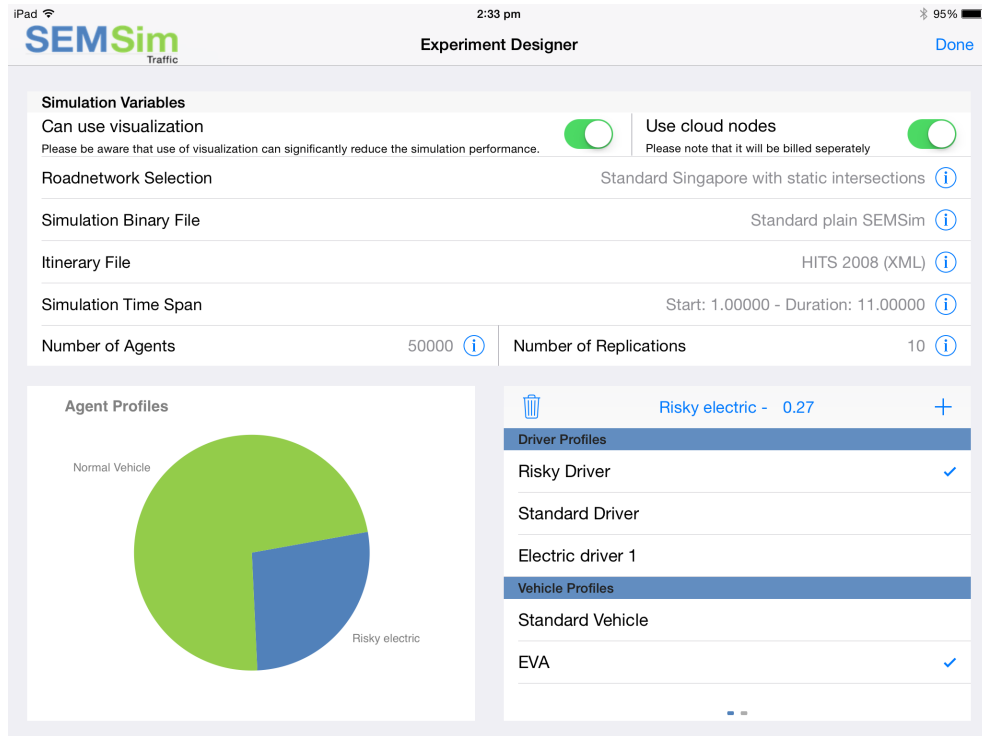 iPad 2:33 pm 95%
SEMSim
Traffic
Experiment Designer
Done
Simulation Variables
Can use visualization
Please be aware that use of visualization can significantly reduce the simulation performance.
Use cloud nodes
Please note that it will be billed seperately
Roadnetwork Selection Standard Singapore with static intersections
Simulation Binary File Standard plain SEMSim
Itinerary File HITS 2008 (XML)
Simulation Time Span Start: 1.00000 - Duration: 11.00000
Number of Agents 50000
Number of Replications 10
Agent Profiles
Normal Vehicle
Risky electric
Risky electric - 0.27
Driver Profiles
Risky Driver
Standard Driver
Electric driver 1
Vehicle Profiles
Standard Vehicle
EVA